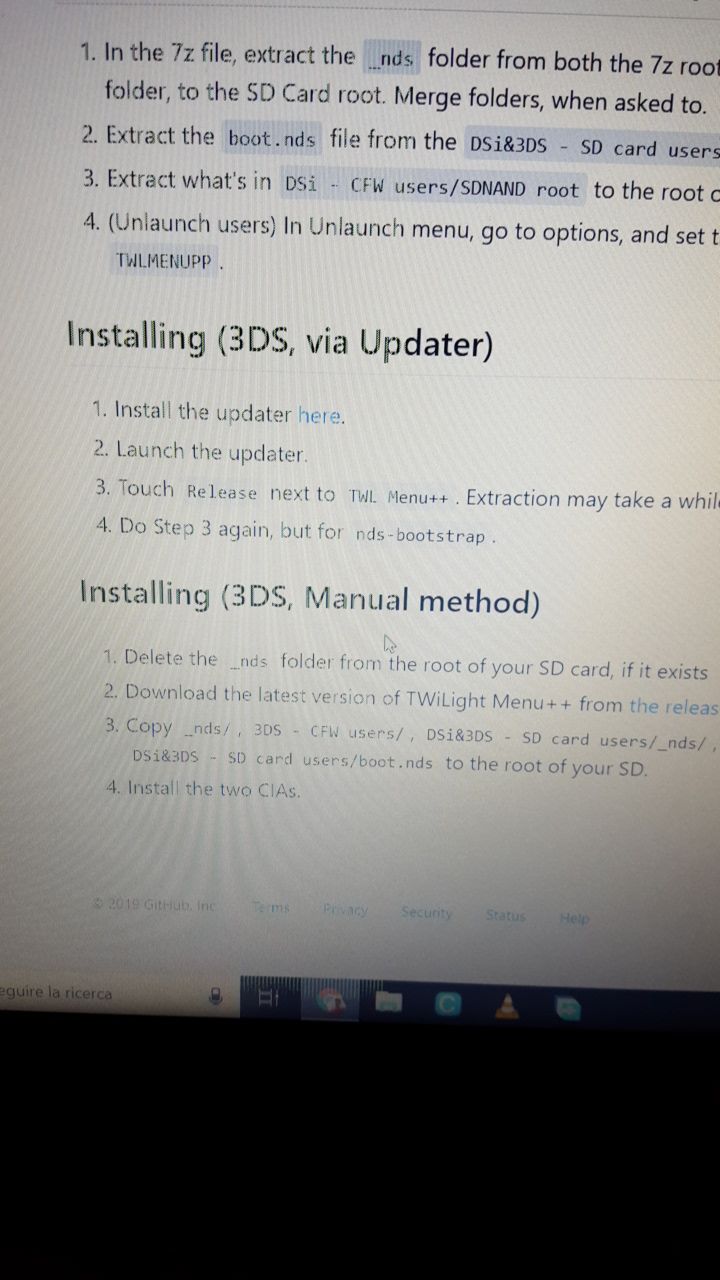 1. In the 7z file, extract the _nds folder from both the 7z root
folder, to the SD Card root. Merge folders, when asked to.
2. Extract the boot.nds file from the DSi&3DS - SD card users
3. Extract what's in DSi - CFW users/SDNAND root to the root
4. (Unlaunch users) In Unlaunch menu, go to options, and set
TWLMENUPP .
Installing (3DS, via Updater)
1. Install the updater here.
2. Launch the updater.
3. Touch Release next to TWL Menu++ . Extraction may take a while
4. Do Step 3 again, but for nds-bootstrap .
Installing (3DS, Manual method)
1. Delete the _nds folder from the root of your SD card, if it exists
2. Download the latest version of TWiLight Menu++ from the releas
3. Copy _nds/ , 3DS - CFW users/ , DSi&3DS - SD card users/_nds/ ,
DSi&3DS - SD card users/boot.nds to the root of your SD.
4. Install the two CIAs.
© 2019 GitHub, Inc. Terms Privacy Security Status Help
eguire la ricerca